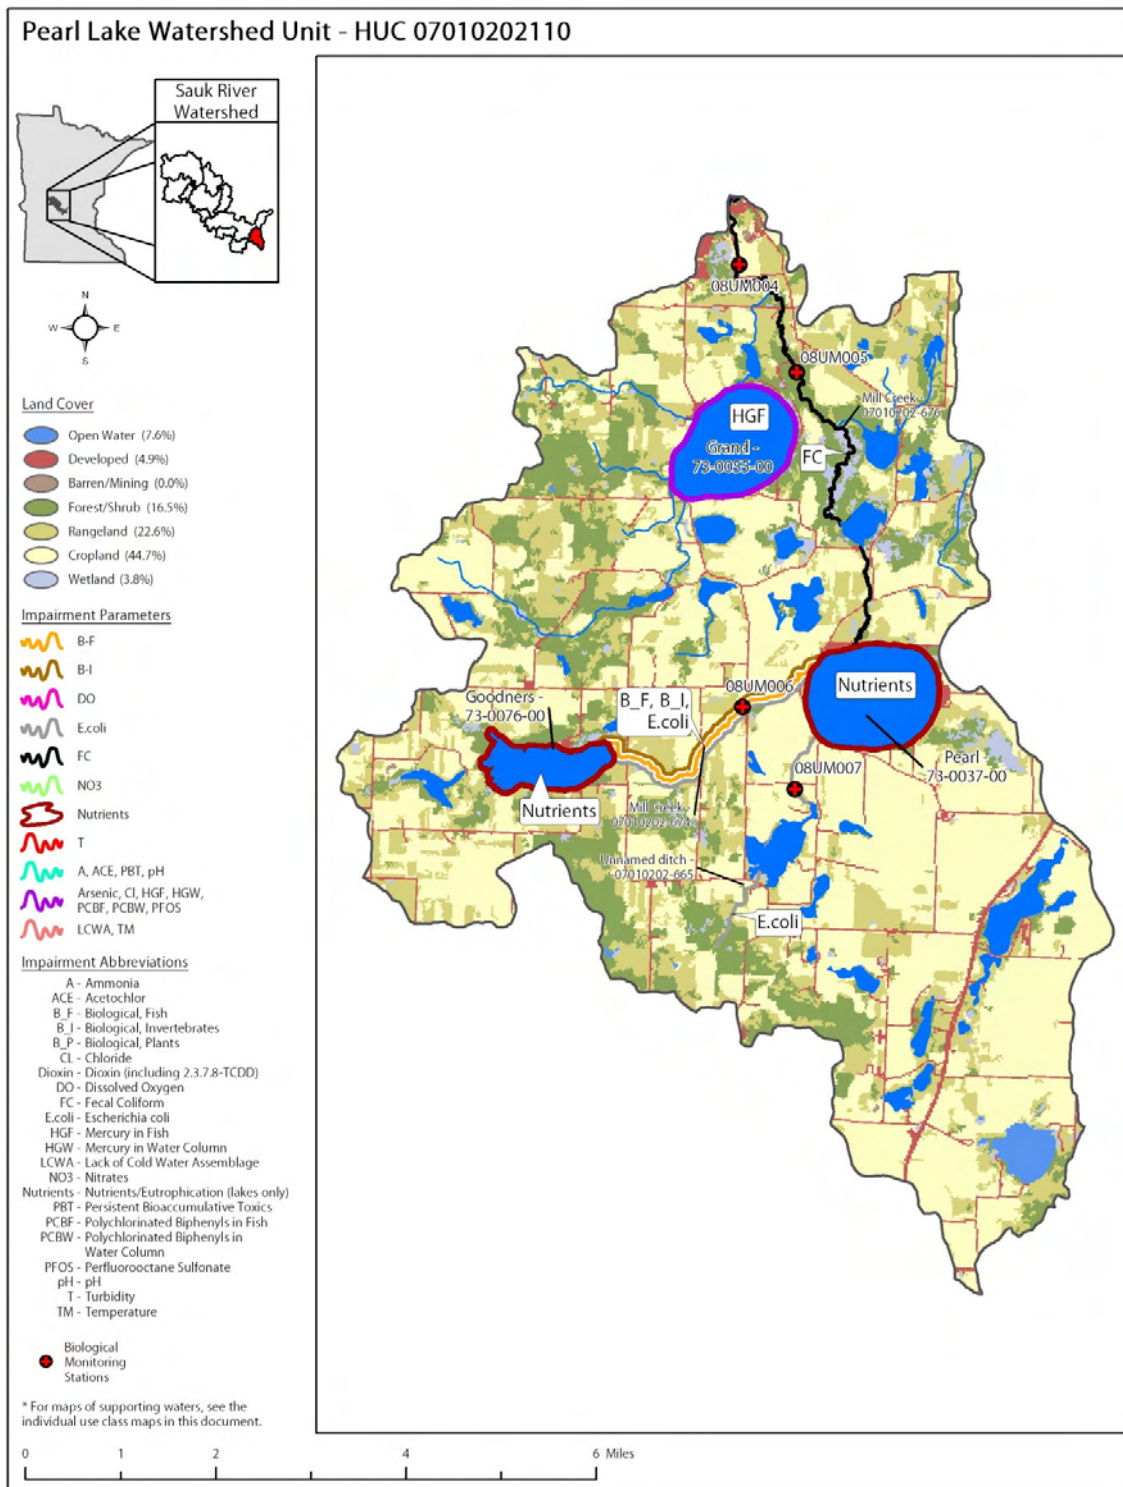 Pearl Lake Watershed Unit - HUC 07010202110
Sauk River
Watershed
N
W
E
S
Land Cover
Open Water (7.6%)
Developed (4.9%)
Barren/Mining (0.0%)
Forest/Shrub (16.5%)
Rangeland (22.6%)
Cropland (44.7%)
Wetland (3.8%)
Impairment Parameters
B-F
B-I
DO
E.coli
FC
NO3
Nutrients
T
A, ACE, PBT, pH
Arsenic, Cl, HGF, HGW,
PCBF, PCBW, PFOS
LCWA, TM
Impairment Abbreviations
A - Ammonia
ACE - Acetochlor
B_F - Biological, Fish
B_I - Biological, Invertebrates
B_P - Biological, Plants
CL - Chloride
Dioxin - Dioxin (including 2.3.7.8-TCDD)
DO - Dissolved Oxygen
FC - Fecal Coliform
E.coli - Escherichia coli
HGF - Mercury in Fish
HGW - Mercury in Water Column
LCWA - Lack of Cold Water Assemblage
NO3 - Nitrates
Nutrients - Nutrients/Eutrophication (lakes only)
PBT - Persistent Bioaccumulative Toxics
PCBF - Polychlorinated Biphenyls in Fish
PCBW - Polychlorinated Biphenyls in
Water Column
PFOS - Perfluorooctane Sulfonate
pH - pH
T - Turbidity
TM - Temperature
Biological
Monitoring
Stations
* For maps of supporting waters, see the
individual use class maps in this document.
0 1 2 4 6 Miles
08UM004
08UM005
Mill Creek -
07010202-676
HGF
Grand -
73-0055-00
FC
08UM006
Nutrients
Goodners -
73-0076-00
B_F, B_I,
E.coli
Pearl -
73-0037-00
08UM007
Nutrients
Mill Creek -
Unnamed ditch -
07010202-665
E.coli